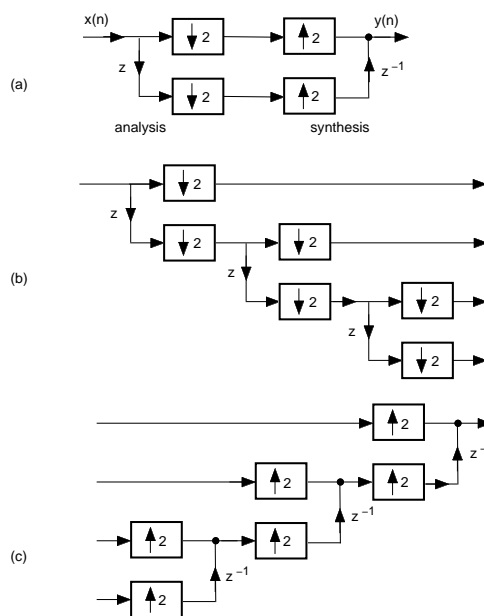 x(n) y(n)
↓2 ↑2
z z⁻¹
(a)
↓2 ↑2
analysis synthesis
↓2
z
↓2 ↓2
z
(b)
↓2 ↓2
z
↓2
↑2
z⁻
↑2 ↑2
z⁻¹
↑2 ↑2
(c)
z⁻¹
↑2